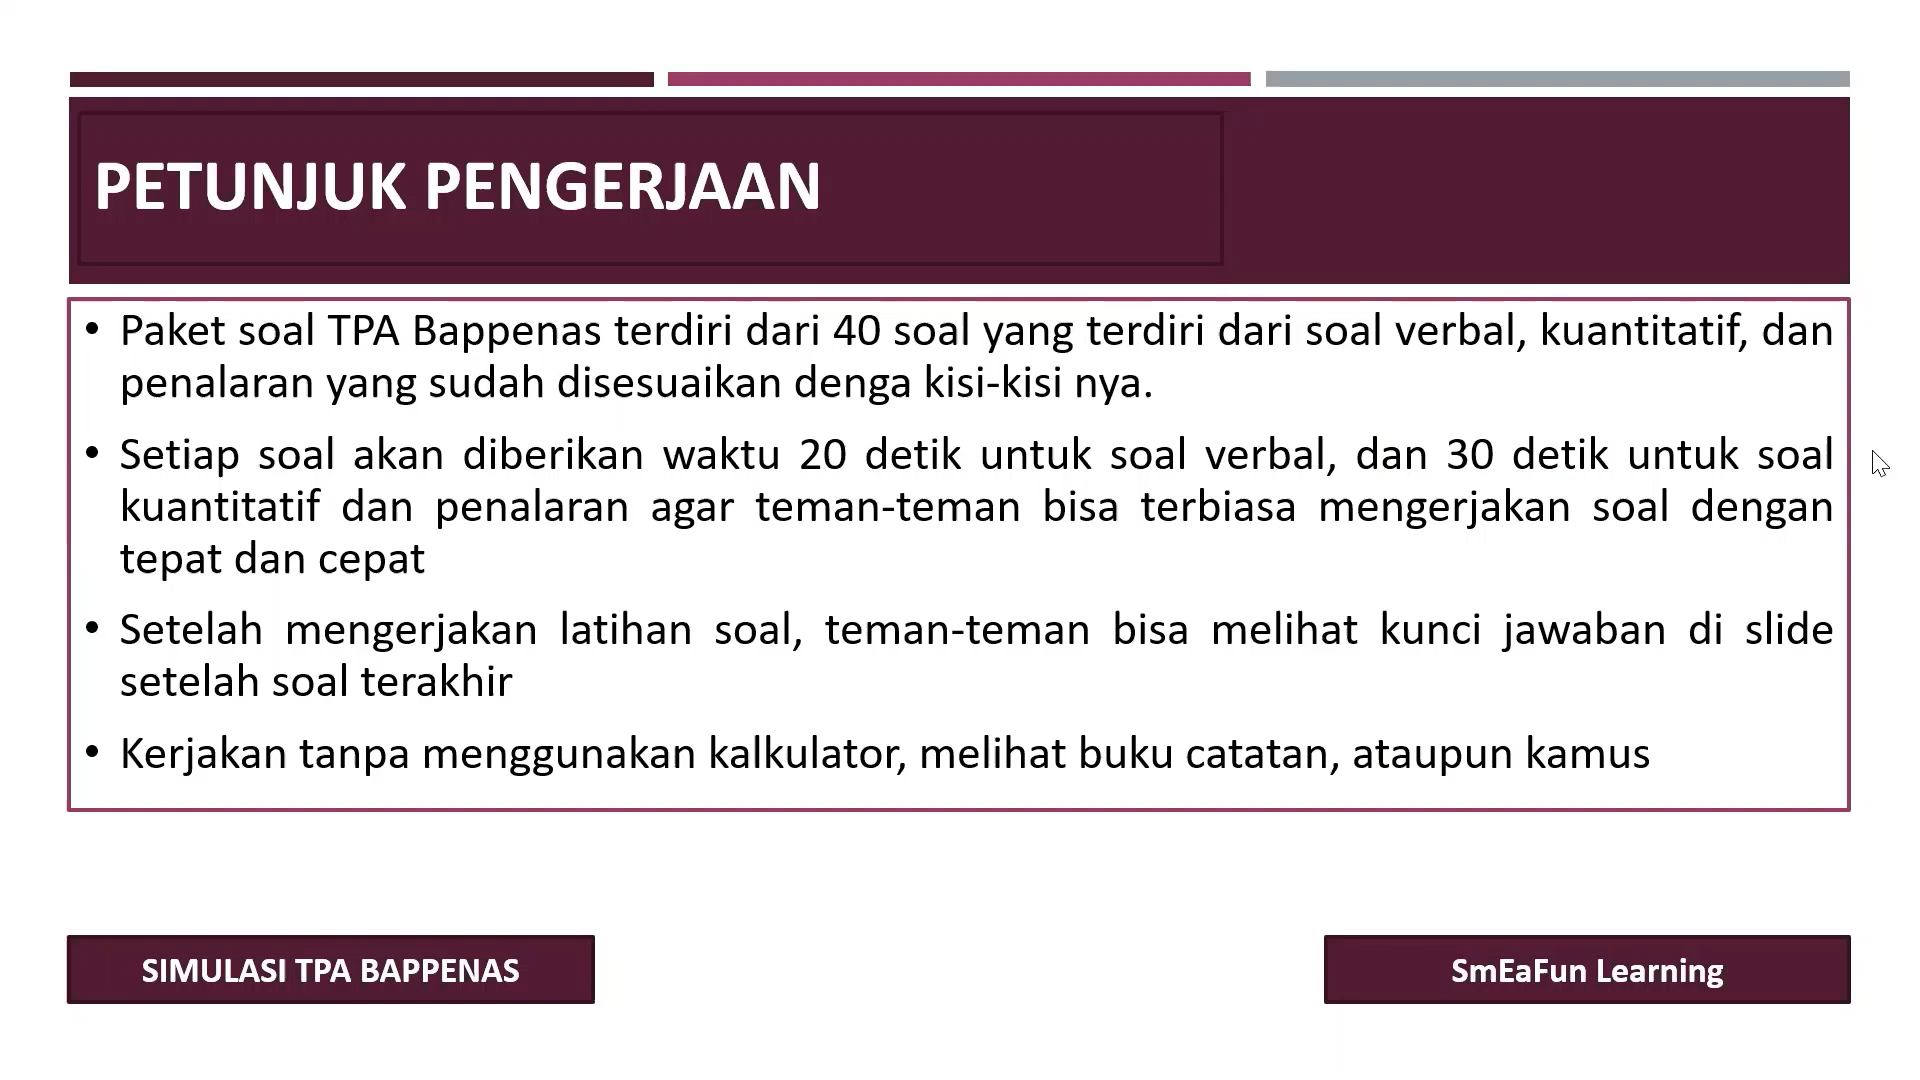 PETUNJUK PENGERJAAN
• Paket soal TPA Bappenas terdiri dari 40 soal yang terdiri dari soal verbal, kuantitatif, dan
penalaran yang sudah disesuaikan denga kisi-kisi nya.
• Setiap soal akan diberikan waktu 20 detik untuk soal verbal, dan 30 detik untuk soal
kuantitatif dan penalaran agar teman-teman bisa terbiasa mengerjakan soal dengan
tepat dan cepat
• Setelah mengerjakan latihan soal, teman-teman bisa melihat kunci jawaban di slide
setelah soal terakhir
• Kerjakan tanpa menggunakan kalkulator, melihat buku catatan, ataupun kamus
SIMULASI TPA BAPPENAS
SmEaFun Learning